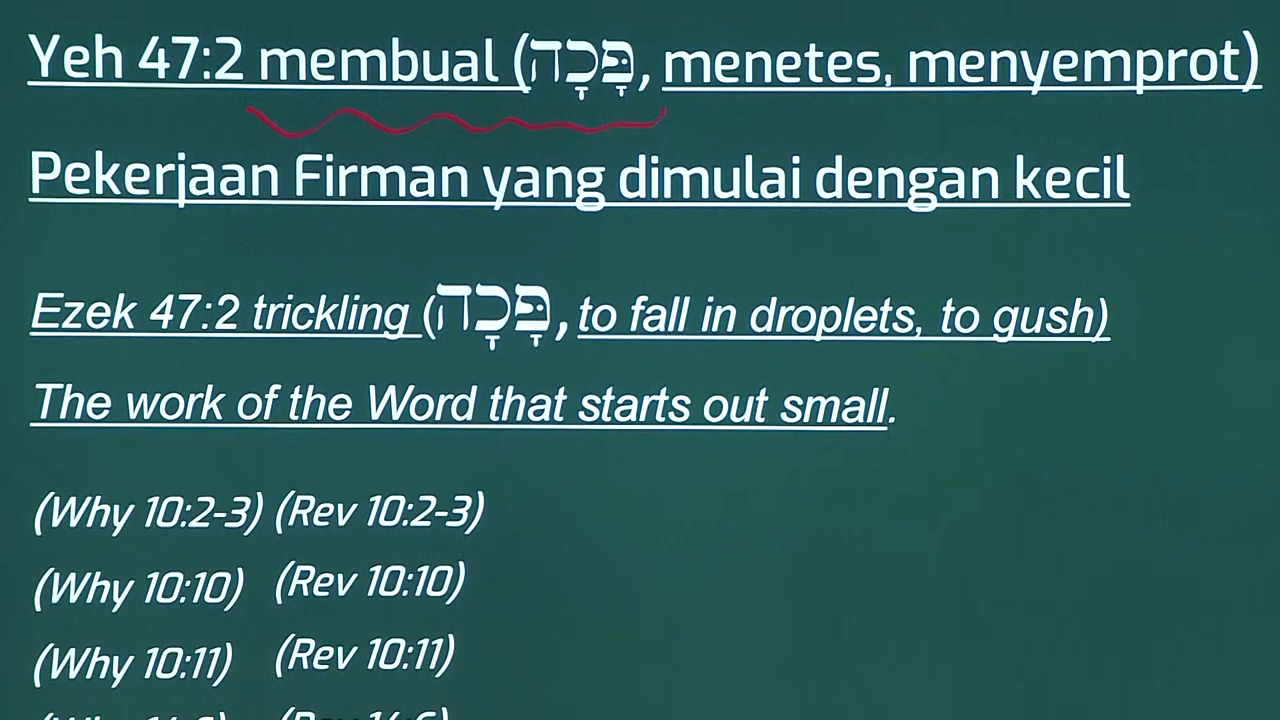 Yeh 47:2 membual (פָּכָה, menetes, menyemprot)
Pekerjaan Firman yang dimulai dengan kecil
Ezek 47:2 trickling (פָּכָה, to fall in droplets, to gush)
The work of the Word that starts out small.
(Why 10:2-3) (Rev 10:2-3)
(Why 10:10) (Rev 10:10)
(Why 10:11) (Rev 10:11)